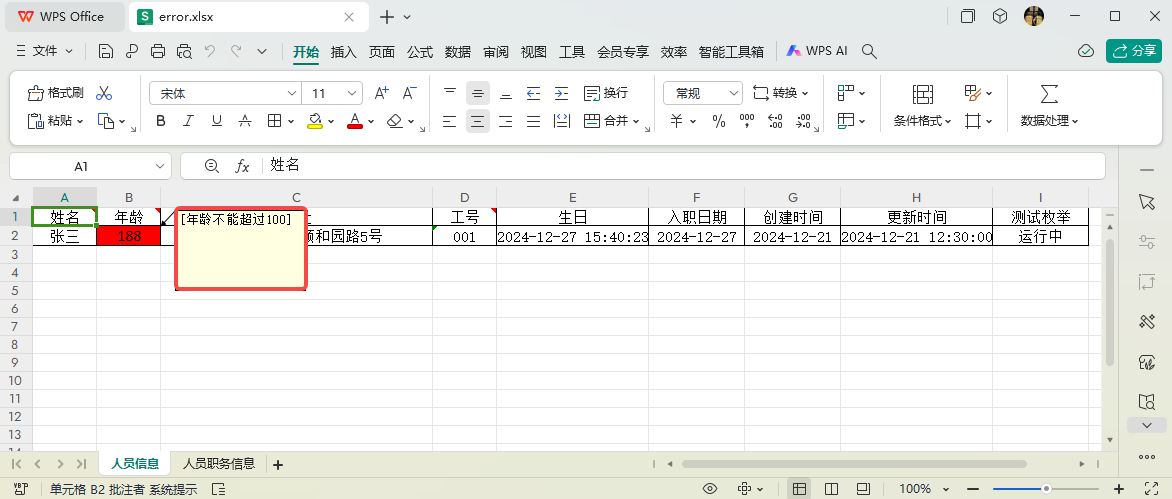 WPS Office
error.xlsx
文件 开始 插入 页面 公式 数据 审阅 视图 工具 会员专享 效率 智能工具箱 WPS AI 分享
格式刷 宋体 11 A+ A- 换行 常规 转换
粘贴 B I U A 合并 ¥ % 条件格式 数据处理
A1 fx 姓名
A B C D E F G H I
1 姓名 年龄 工号 生日 入职日期 创建时间 更新时间 测试枚举
[年龄不能超过100]
2 张三 188 颐和园路5号 001 2024-12-27 15:40:23 2024-12-27 2024-12-21 2024-12-21 12:30:00 运行中
3
4
5
6
7
8
9
10
11
12
13
人员信息 人员职务信息
单元格 B2 批注者 系统提示 100%